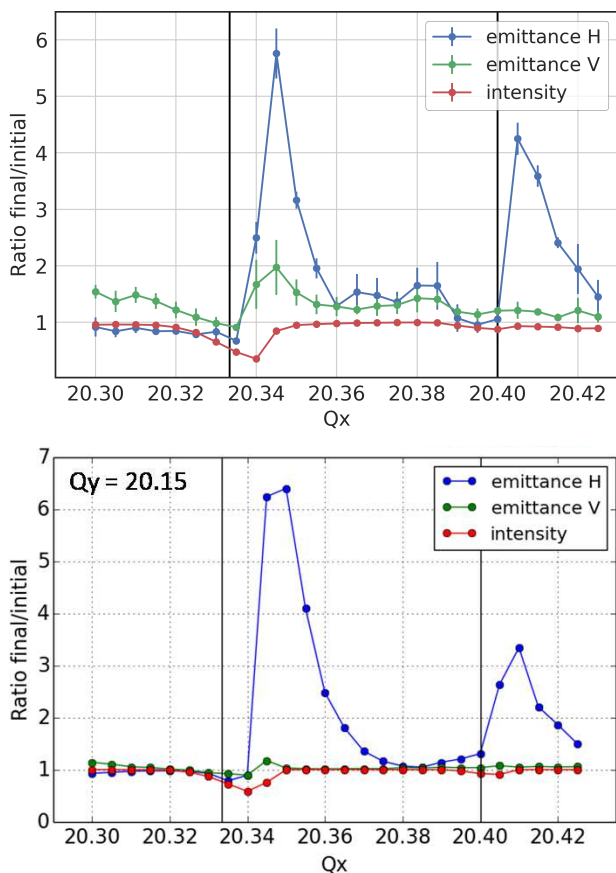 6
5
4
3
2
1
Ratio final/initial
emittance H
emittance V
intensity
20.30 20.32 20.34 20.36 20.38 20.40 20.42
Qx
7
6
5
4
3
2
1
0
Ratio final/initial
Qy = 20.15
emittance H
emittance V
intensity
20.30 20.32 20.34 20.36 20.38 20.40 20.42
Qx